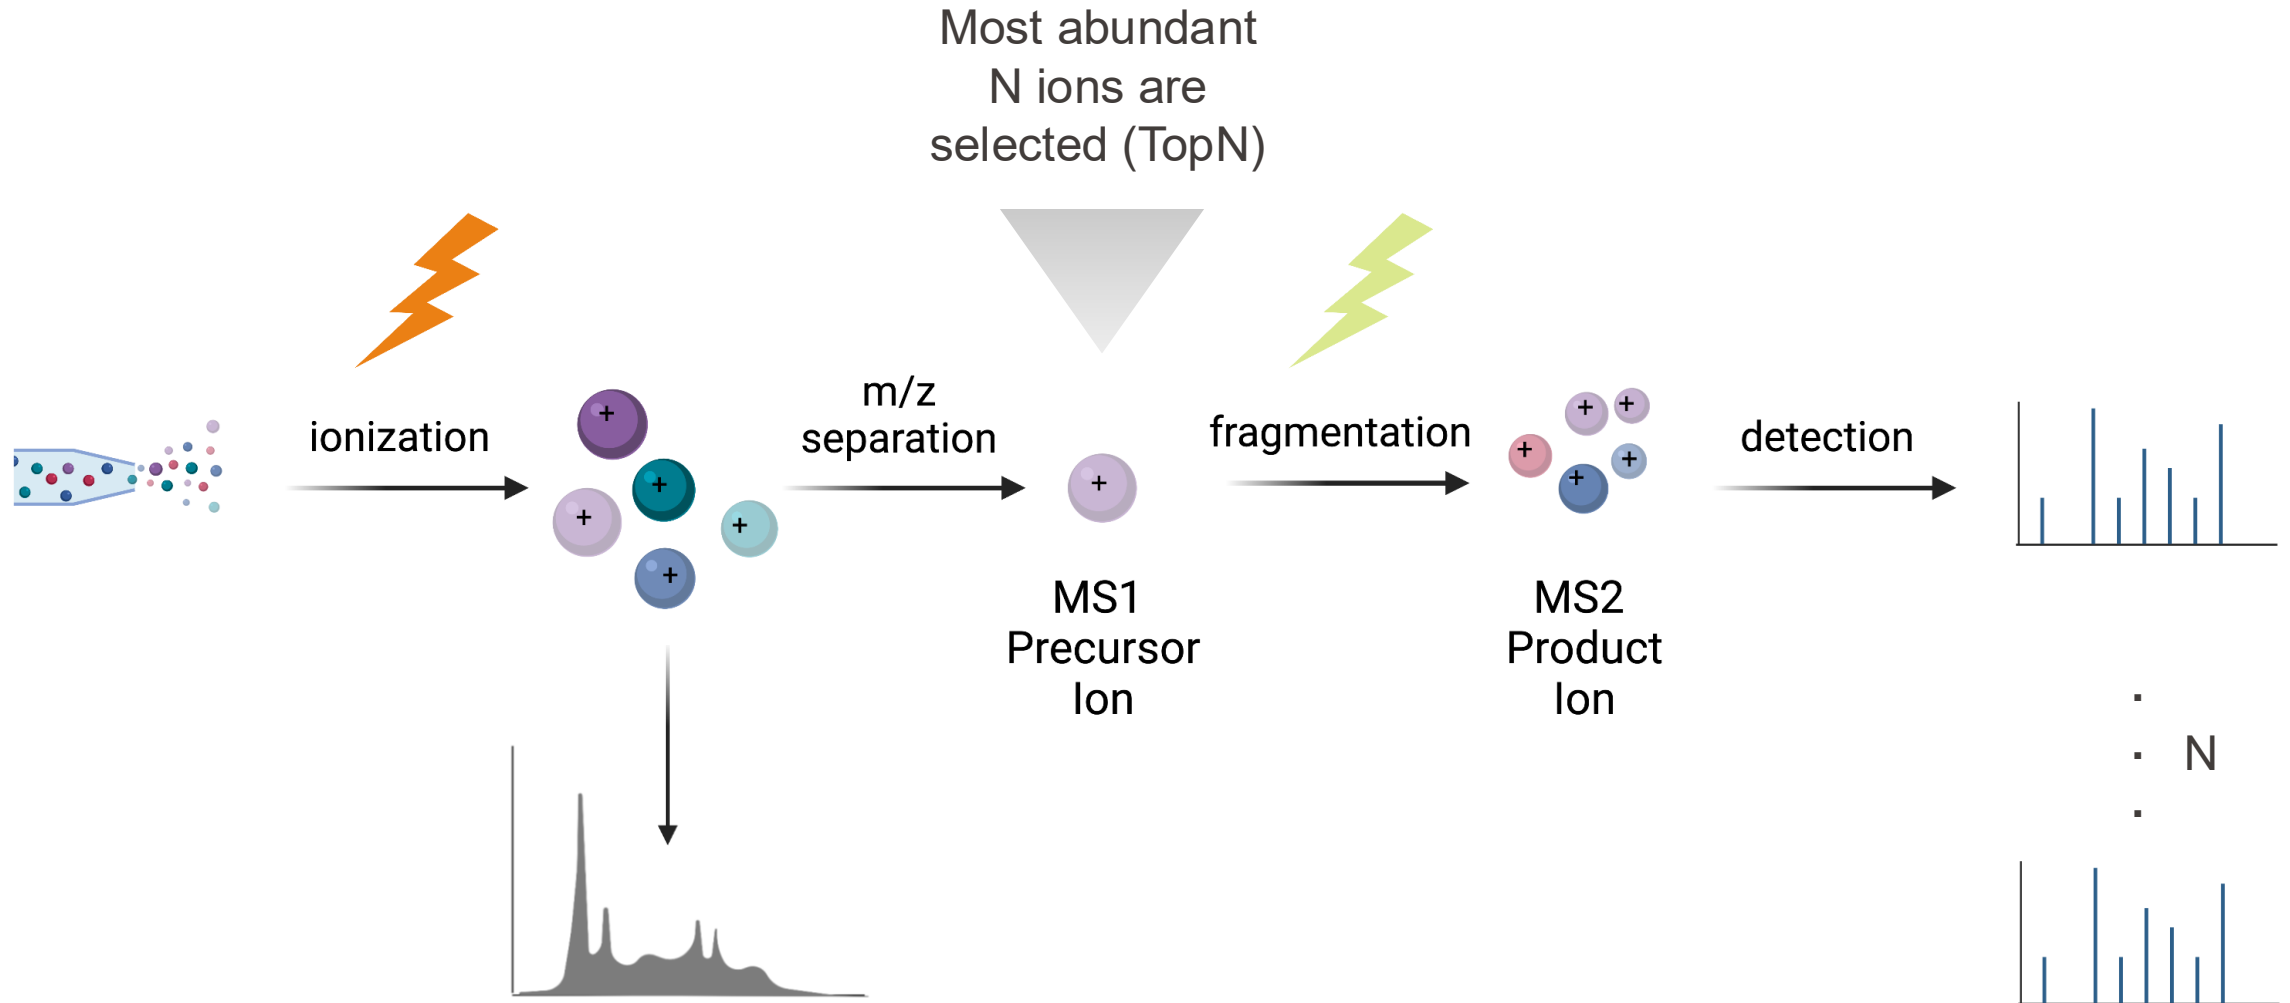 Most abundant
N ions are
selected (TopN)
ionization
m/z
separation
fragmentation
detection
+
+
+
+
+
+
+
+
+
+
+
MS1
Precursor
Ion
MS2
Product
Ion
N